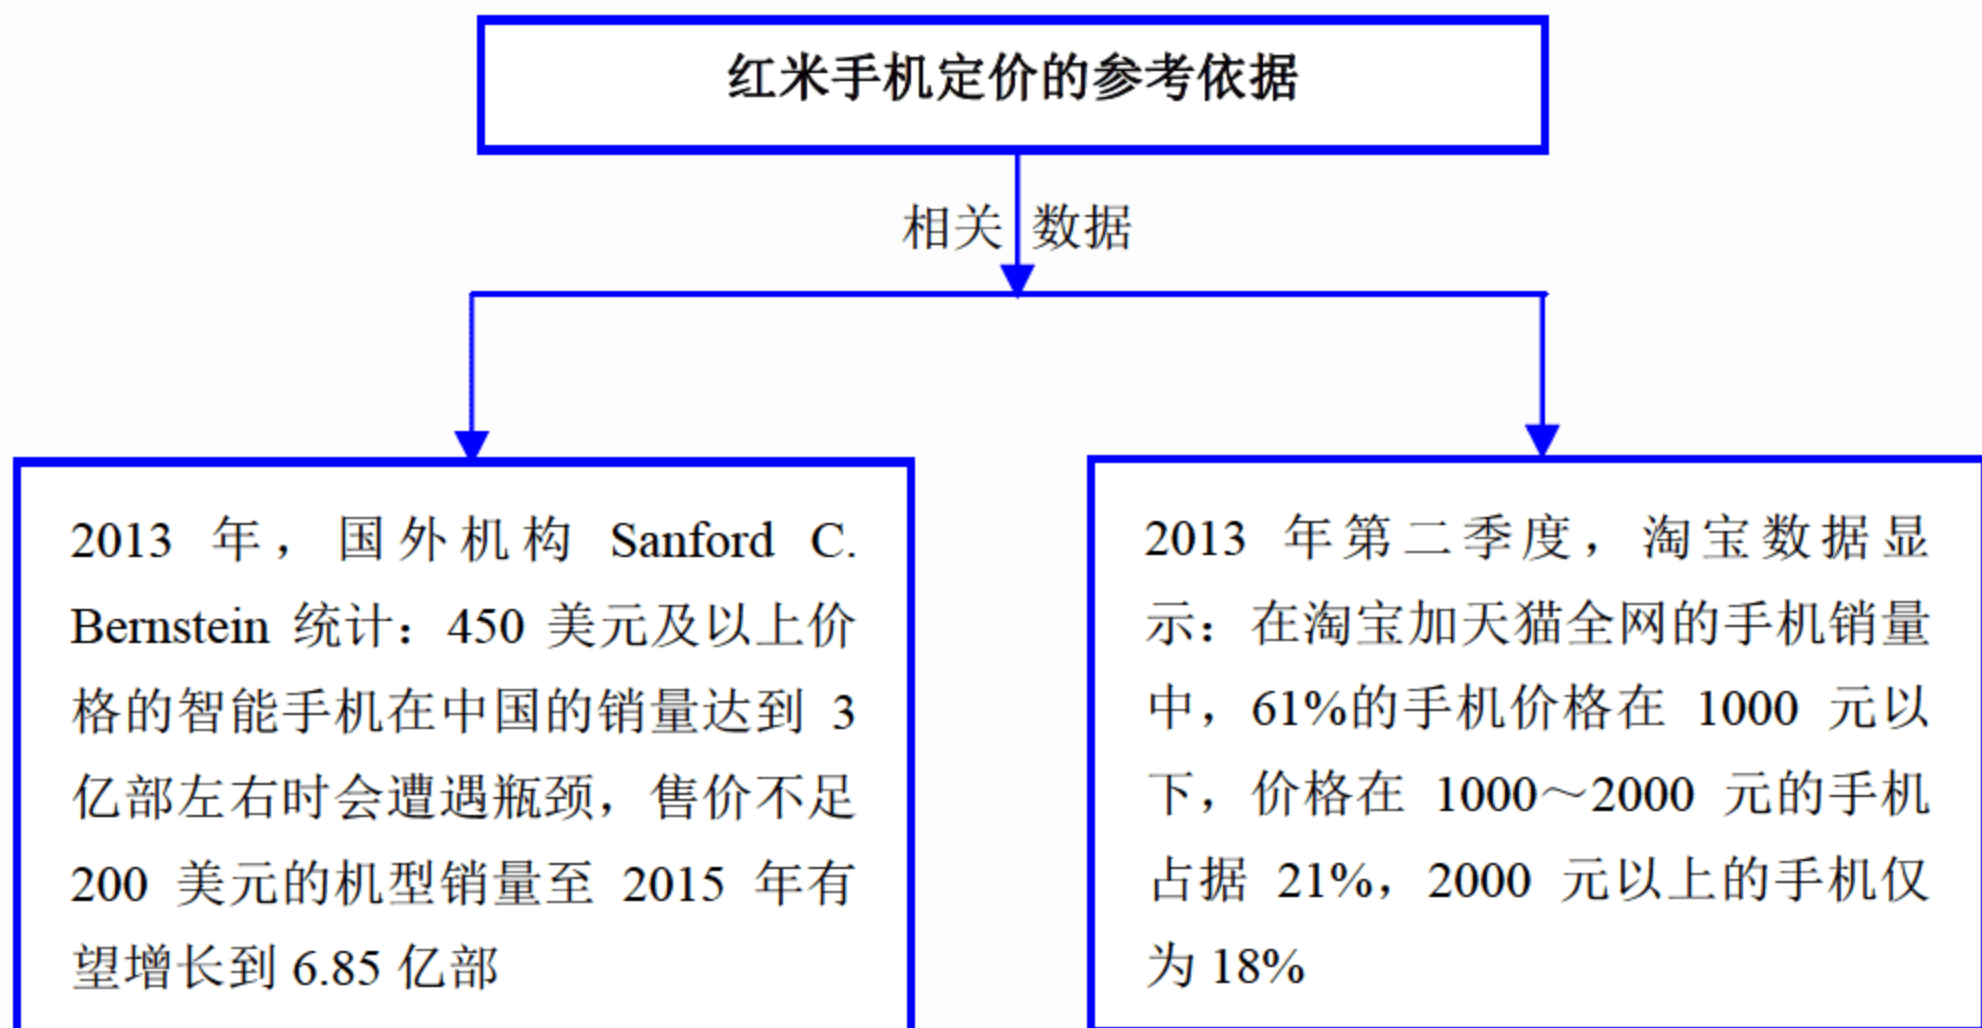 红米手机定价的参考依据
相关 数据
2013 年，国外机构 Sanford C.
Bernstein 统计：450 美元及以上价
格的智能手机在中国的销量达到 3
亿部左右时会遭遇瓶颈，售价不足
200 美元的机型销量至 2015 年有
望增长到 6.85 亿部
2013 年第二季度，淘宝数据显
示：在淘宝加天猫全网的手机销量
中，61%的手机价格在 1000 元以
下，价格在 1000～2000 元的手机
占据 21%，2000 元以上的手机仅
为 18%